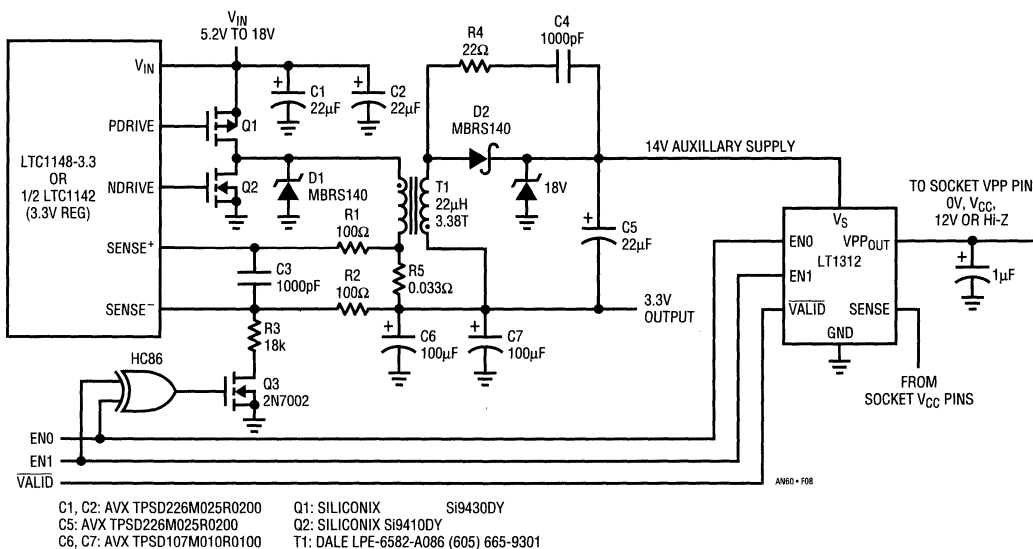 VIN
5.2V TO 18V
VIN
PDRIVE
LTC1148-3.3
OR
1/2 LTC1142
(3.3V REG)
NDRIVE
SENSE+
SENSE–
Q1
Q2
+
C1
22µF
+
C2
22µF
D1
MBRS140
R4
22Ω
C4
1000pF
D2
MBRS140
T1
22µH
3.38T
18V
14V AUXILLARY SUPPLY
+
C5
22µF
R1
100Ω
R2
100Ω
C3
1000pF
R5
0.033Ω
3.3V
OUTPUT
+
C6
100µF
+
C7
100µF
R3
18k
HC86
Q3
2N7002
EN0
EN1
VALID
TO SOCKET VPP PIN
0V, VCC,
12V OR Hi-Z
VS
EN0
VPPOUT
LT1312
EN1
VALID
SENSE
GND
+
1µF
FROM
SOCKET VCC PINS
AN60 • F08
C1, C2: AVX TPSD226M025R0200
C5: AVX TPSD226M025R0200
C6, C7: AVX TPSD107M010R0100
Q1: SILICONIX Si9430DY
Q2: SILICONIX Si9410DY
T1: DALE LPE-6582-A086 (605) 665-9301